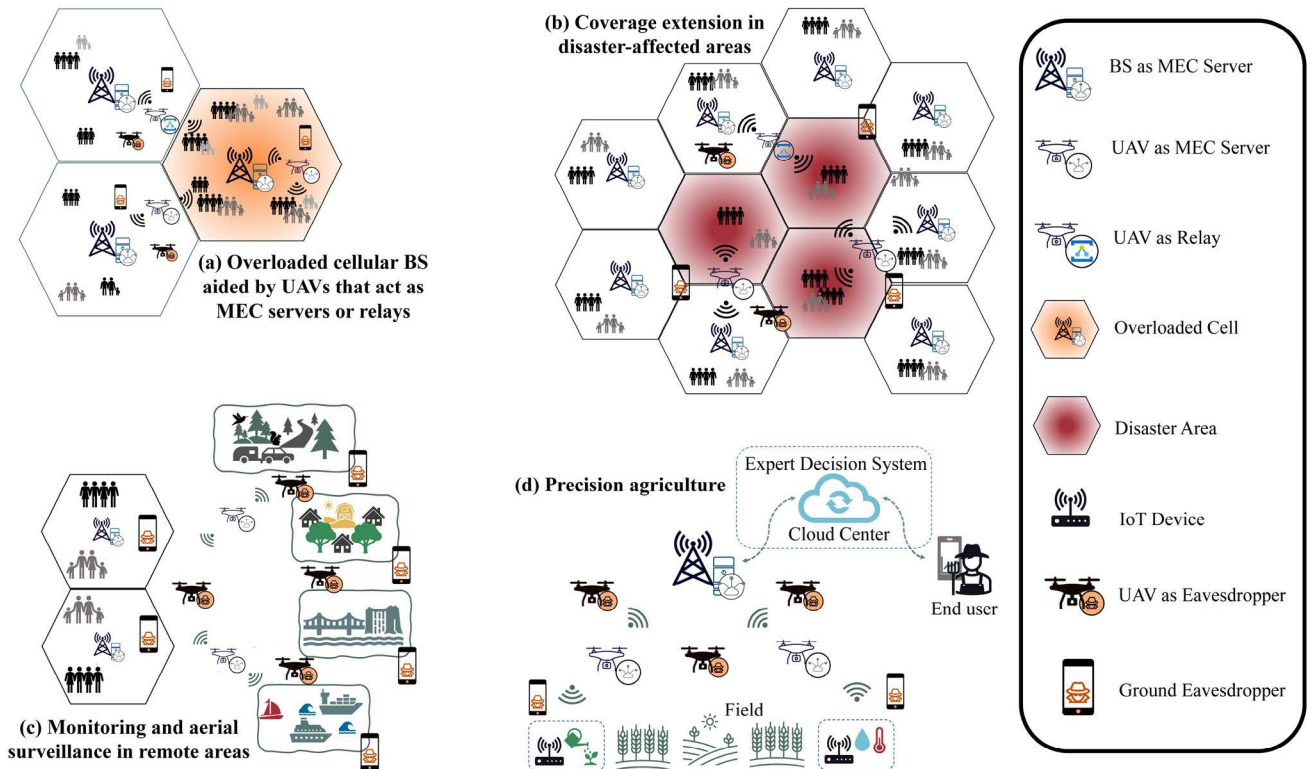 (a) Overloaded cellular BS
aided by UAVs that act as
MEC servers or relays
(b) Coverage extension in
disaster-affected areas
(c) Monitoring and aerial
surveillance in remote areas
(d) Precision agriculture
Expert Decision System
Cloud Center
End user
Field
BS as MEC Server
UAV as MEC Server
UAV as Relay
Overloaded Cell
Disaster Area
IoT Device
UAV as Eavesdropper
Ground Eavesdropper